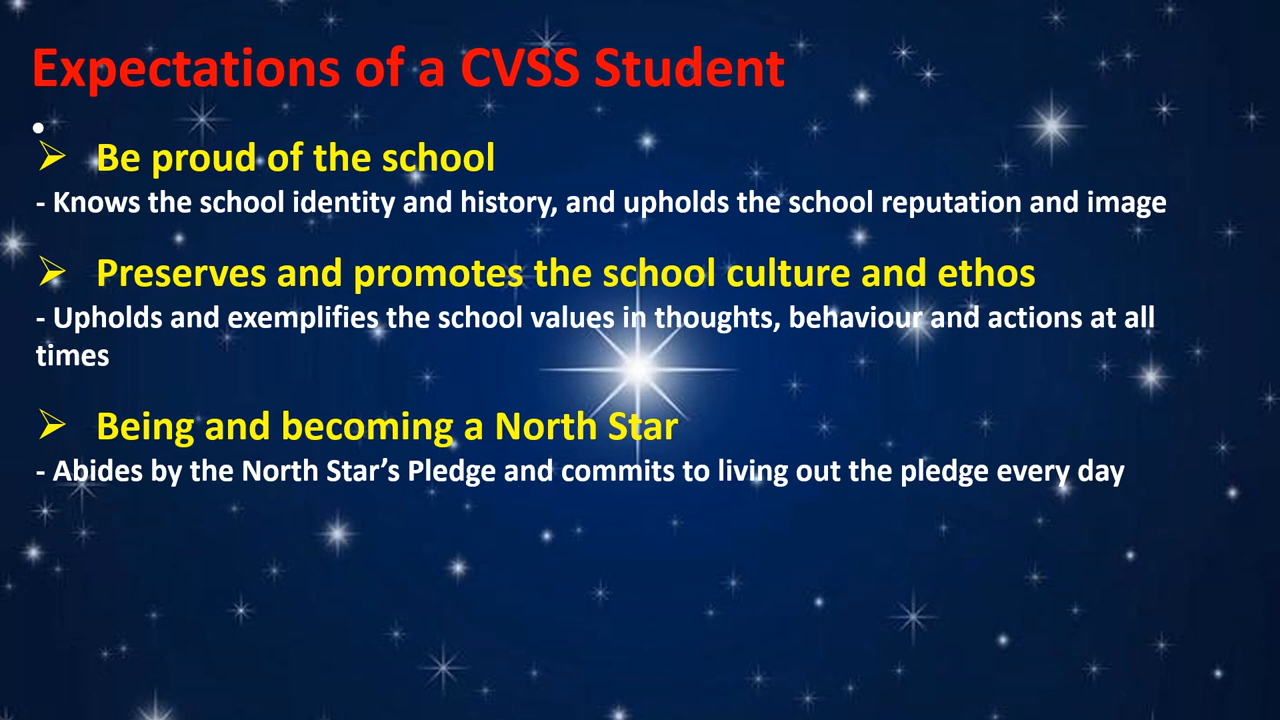 Expectations of a CVSS Student
•
➢ Be proud of the school
- Knows the school identity and history, and upholds the school reputation and image
➢ Preserves and promotes the school culture and ethos
- Upholds and exemplifies the school values in thoughts, behaviour and actions at all
times
➢ Being and becoming a North Star
- Abides by the North Star’s Pledge and commits to living out the pledge every day